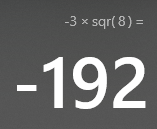 -3 × sqr( 8 ) =
-192